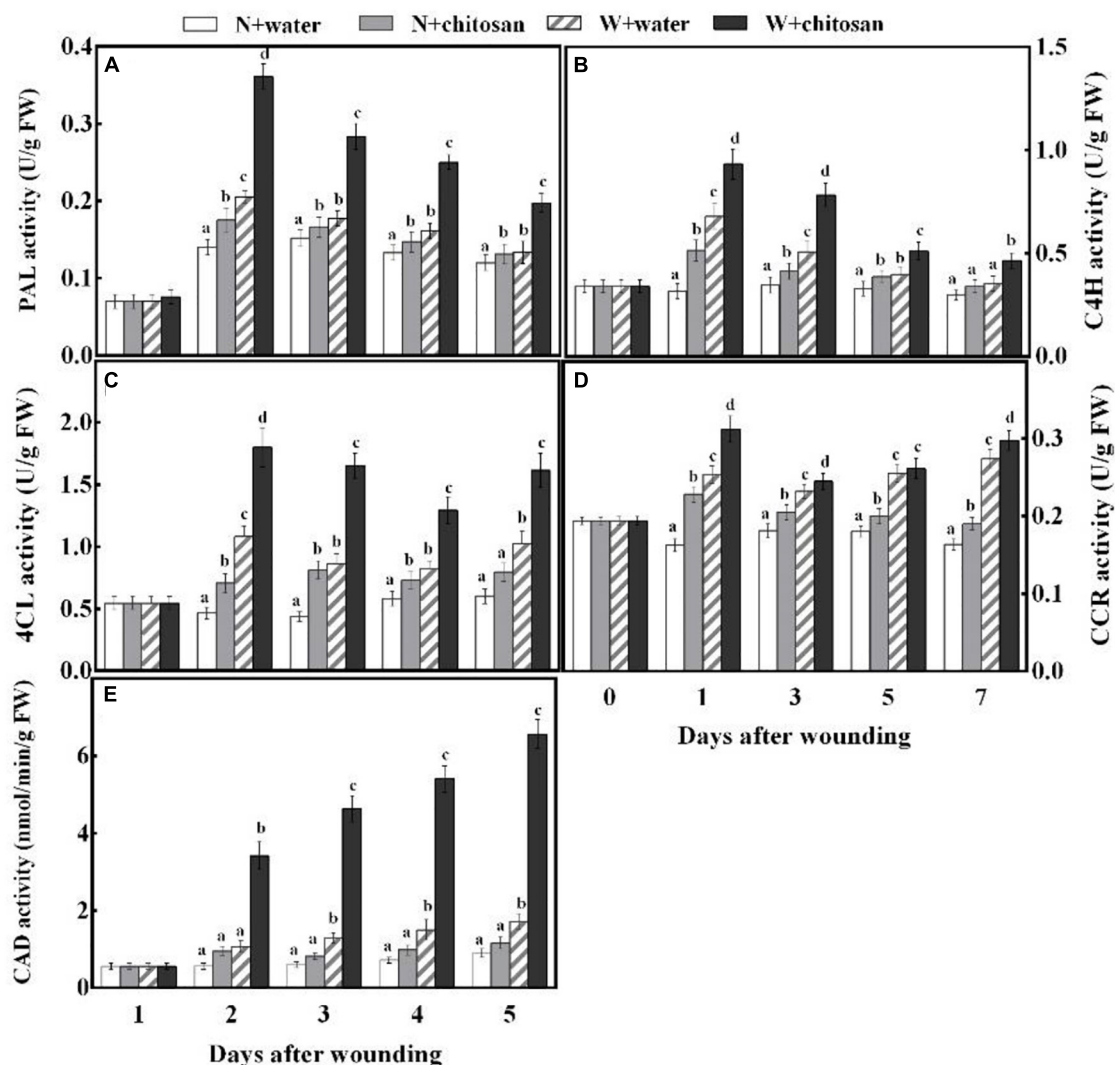 N+water N+chitosan W+water W+chitosan
A
PAL activity (U/g FW)
0.4
0.3
0.2
0.1
0.0
a b c d
a b b c
a b b c
a b b c
B
C4H activity (U/g FW)
1.5
1.0
0.5
0.0
a b c d
a b c d
a b b c
a a a b
C
4CL activity (U/g FW)
2.0
1.5
1.0
0.5
0.0
a b c d
a b b c
a b b c
a a b c
D
CCR activity (U/g FW)
0.3
0.2
0.1
0.0
a b c d
a b c d
a b c c
a b c d
0 1 3 5 7
Days after wounding
E
CAD activity (nmol/min/g FW)
6
4
2
0
a a a b
a a b c
a a b c
a a b c
1 2 3 4 5
Days after wounding